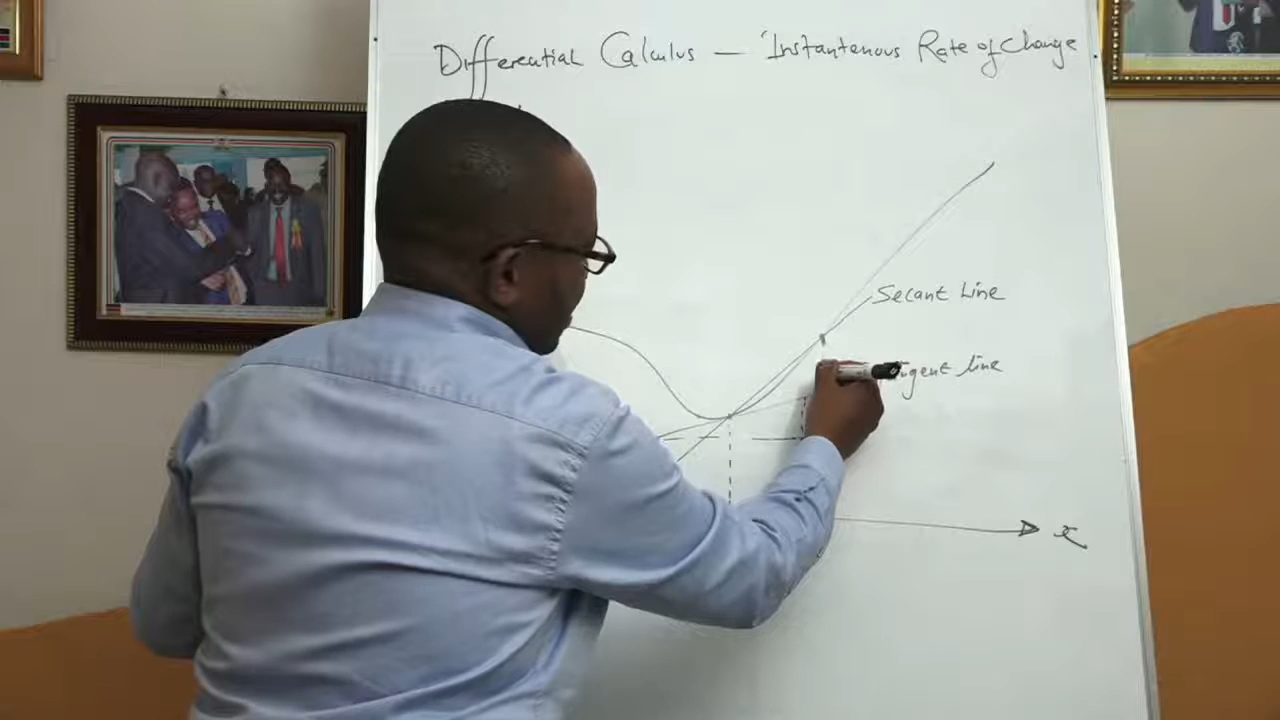 Differential Calculus — 'Instantenous Rate of Change
Secant Line
line
x